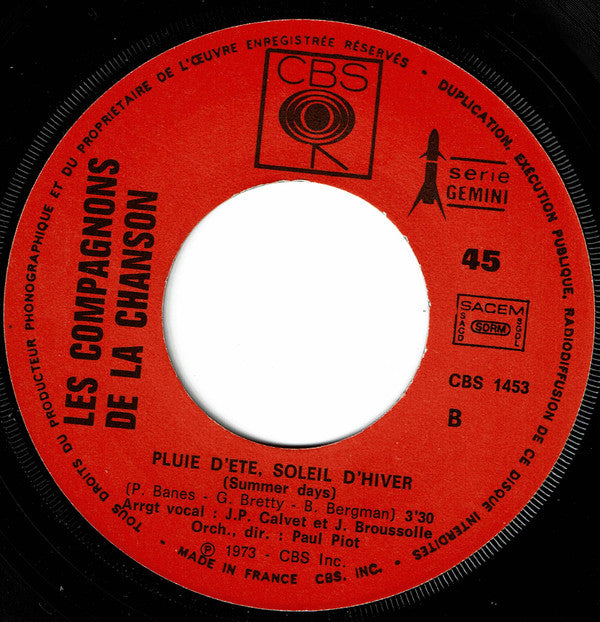 TOUS DROITS DU PRODUCTEUR PHONOGRAPHIQUE ET DU PROPRIÉTAIRE DE L'ŒUVRE ENREGISTRÉE RÉSERVÉS - DUPLICATION, EXÉCUTION PUBLIQUE, RADIODIFFUSION DE CE DISQUE INTERDITES
CBS
serie
GEMINI
LES COMPAGNONS
DE LA CHANSON
45
SACEM
SACD
SDRM
SGDL
CBS 1453
B
PLUIE D'ETE, SOLEIL D'HIVER
(Summer days)
(P. Banes - G. Bretty - B. Bergman) 3'30
Arrgt vocal : J.P. Calvet et J. Broussolle
Orch., dir. : Paul Piot
℗ 1973 - CBS Inc.
- MADE IN FRANCE CBS. INC. -